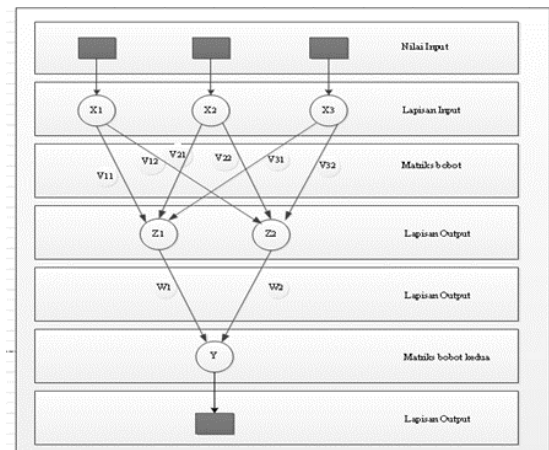 Nilai Input
X1 X2 X3 Lapisan Input
V11 V12 V21 V22 V31 V32 Matriks bobot
Z1 Z2 Lapisan Output
W1 W2 Lapisan Output
Y Matriks bobot kedua
Lapisan Output